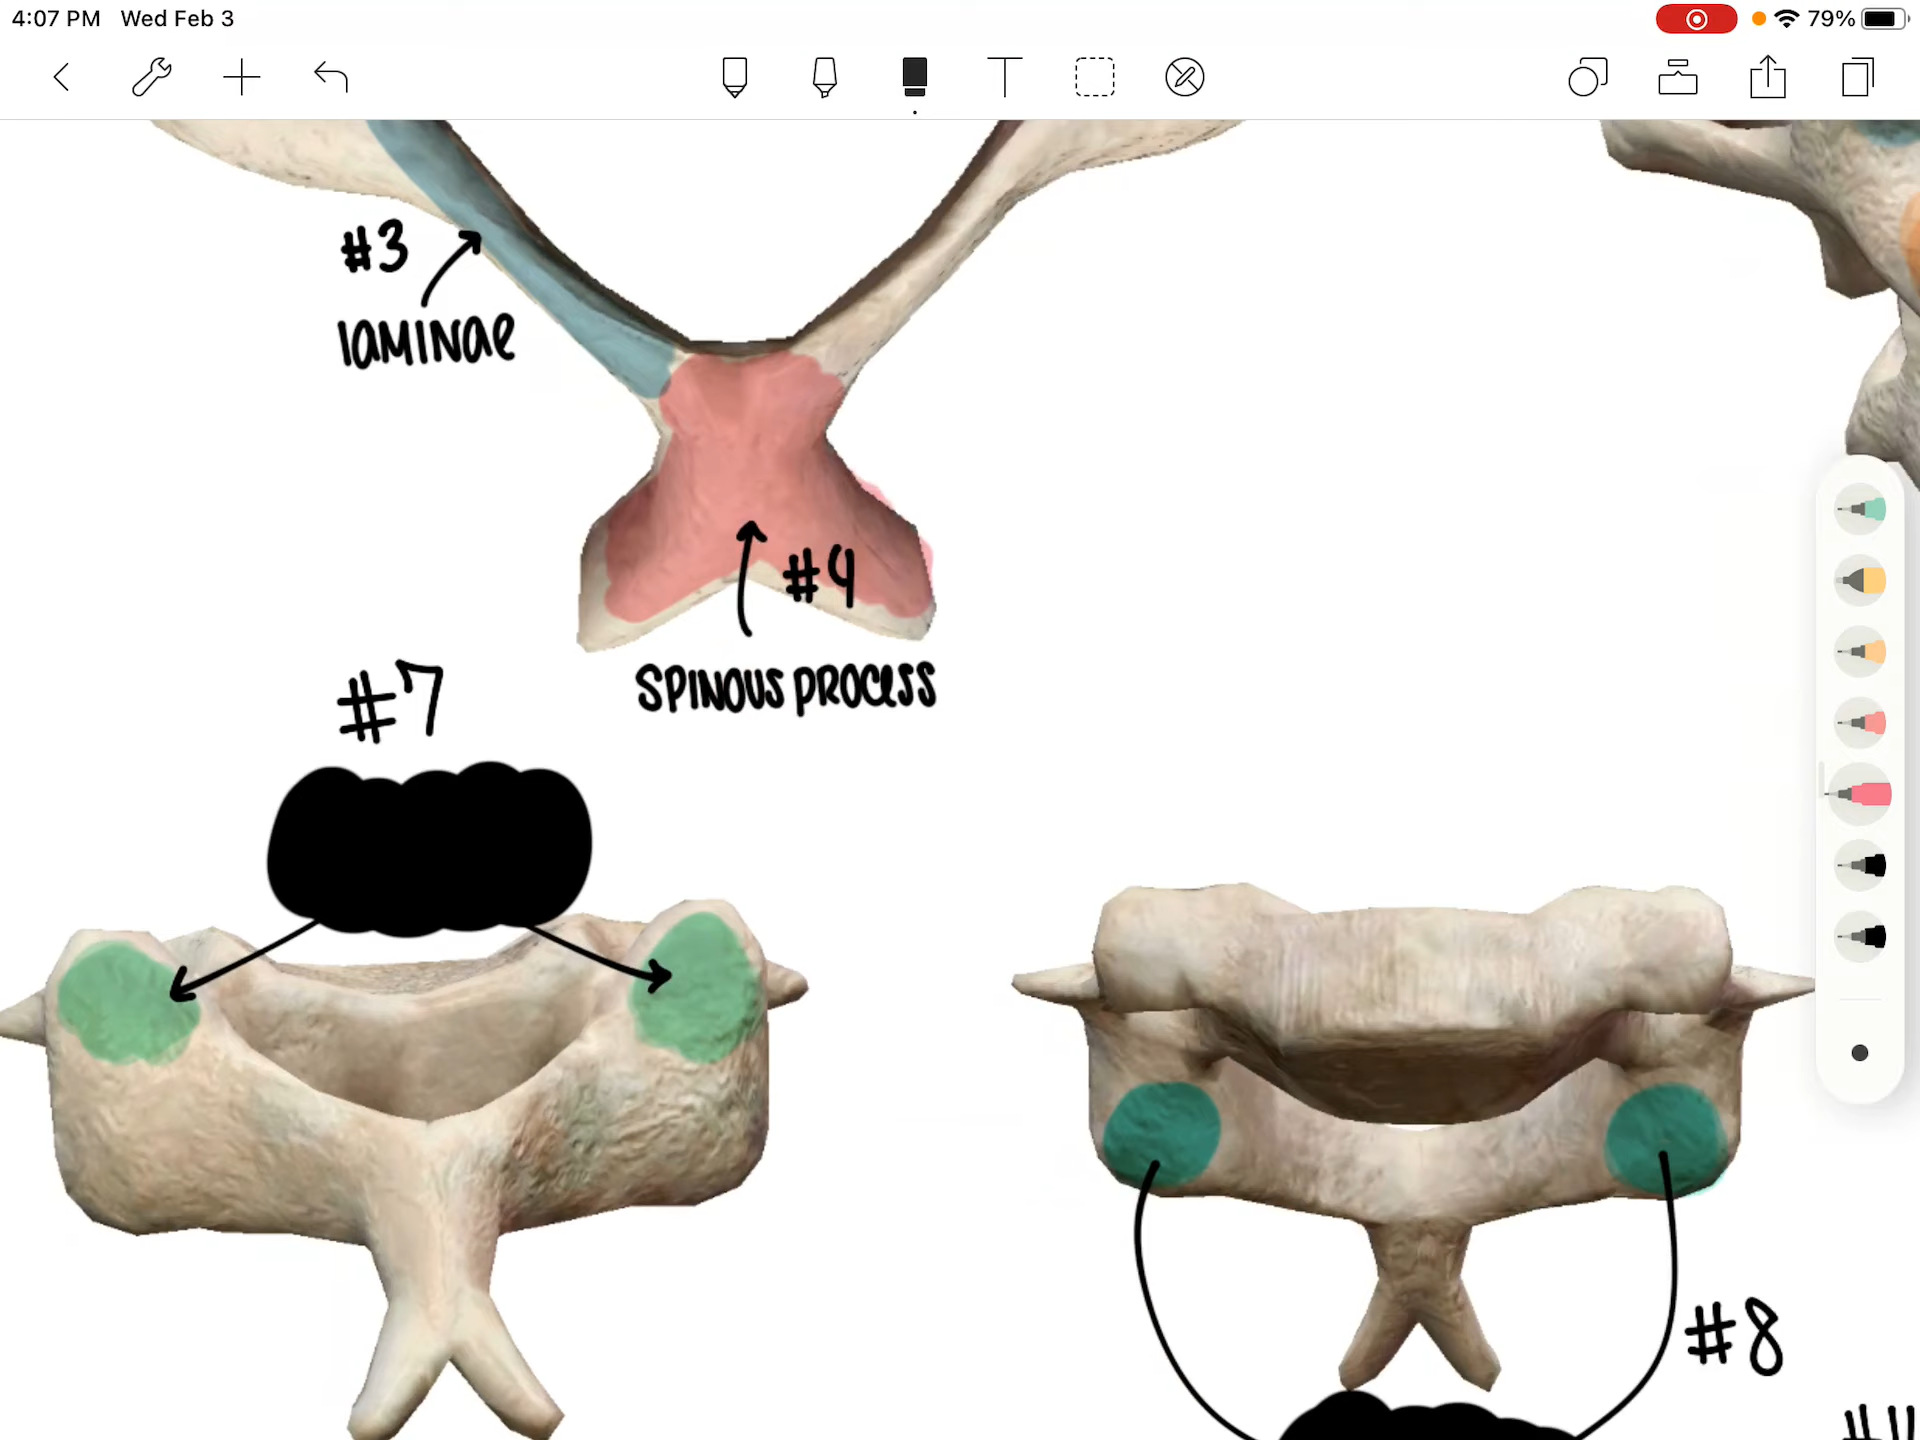 4:07 PM Wed Feb 3
79%
#3
laminae
#4
spinous process
#7
#8